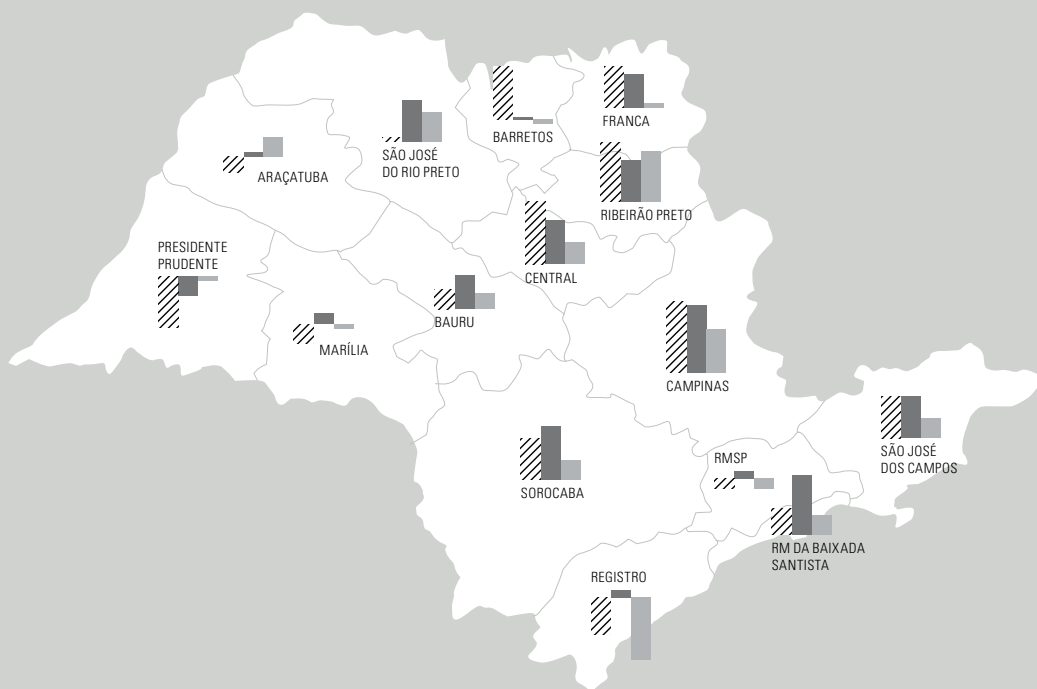 FRANCA
BARRETOS
SÃO JOSÉ
DO RIO PRETO
ARAÇATUBA
RIBEIRÃO PRETO
PRESIDENTE
PRUDENTE
CENTRAL
BAURU
MARÍLIA
CAMPINAS
SÃO JOSÉ
DOS CAMPOS
RMSP
SOROCABA
RM DA BAIXADA
SANTISTA
REGISTRO